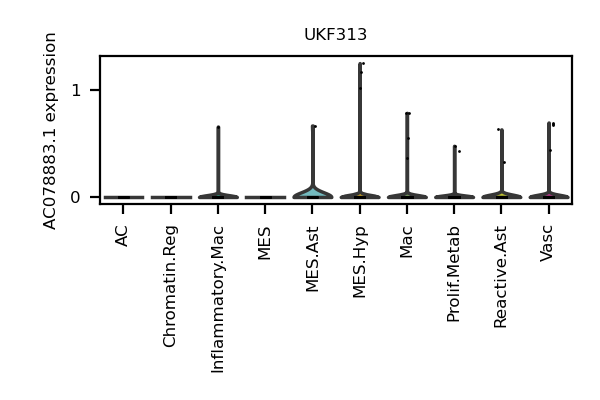 UKF313
AC078883.1 expression
1
0
AC
Chromatin.Reg
Inflammatory.Mac
MES
MES.Ast
MES.Hyp
Mac
Prolif.Metab
Reactive.Ast
Vasc